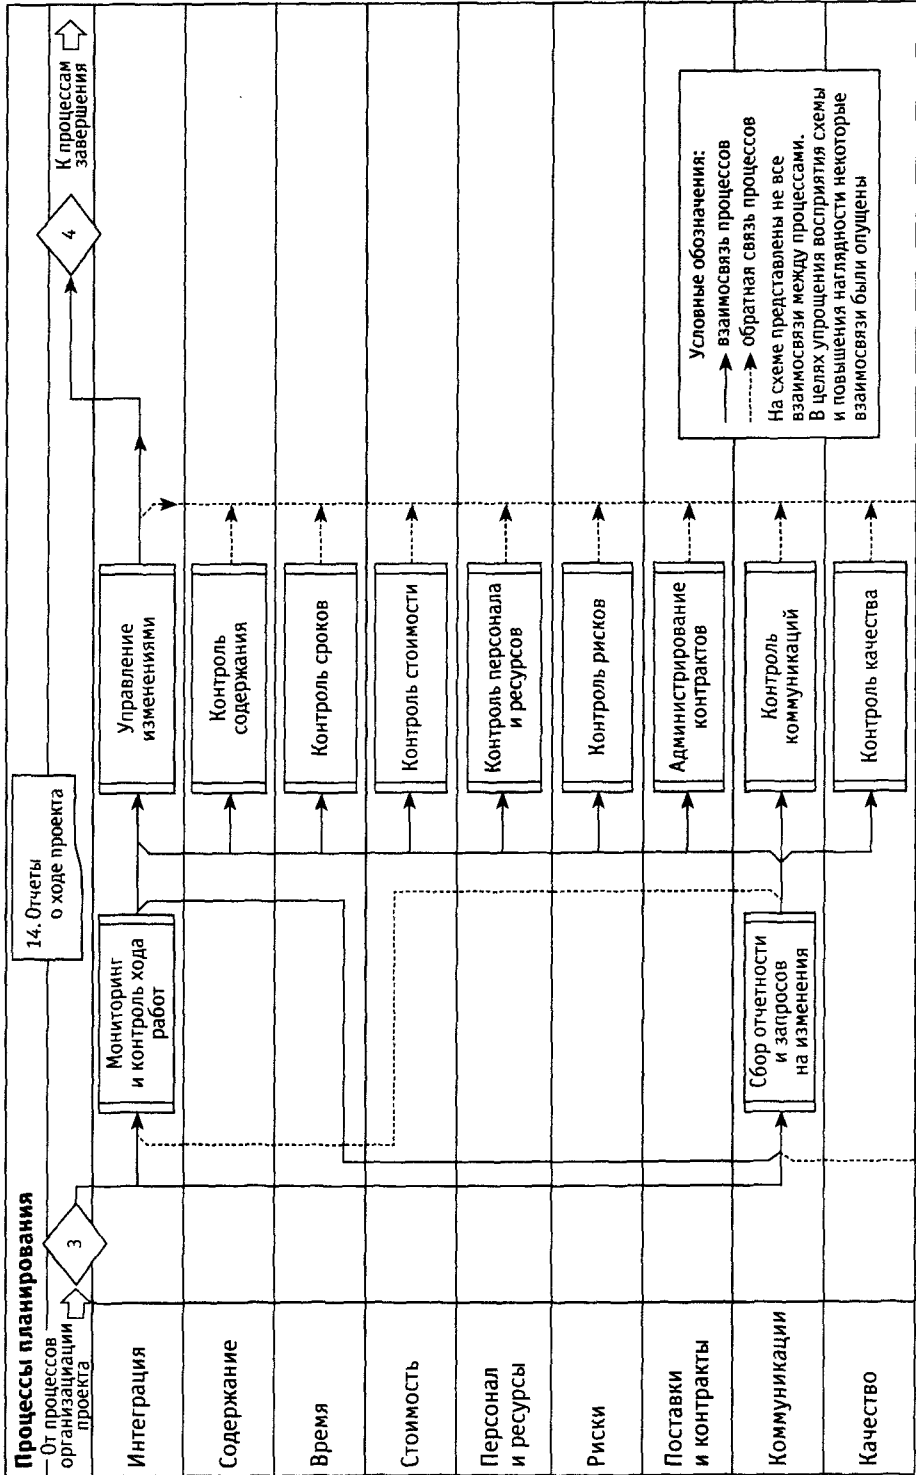 Процессы планирования
От процессов
организациации
проекта
3
14. Отчеты
о ходе проекта
4
К процессам
завершения
Интеграция
Мониторинг
и контроль хода
работ
Управление
изменениями
Содержание
Контроль
содержания
Время
Контроль сроков
Стоимость
Контроль стоимости
Персонал
и ресурсы
Контроль персонала
и ресурсов
Риски
Контроль рисков
Поставки
и контракты
Администрирование
контрактов
Коммуникации
Сбор отчетности
и запросов
на изменения
Контроль
коммуникаций
Качество
Контроль качества
Условные обозначения:
взаимосвязь процессов
обратная связь процессов
На схеме представлены не все
взаимосвязи между процессами.
В целях упрощения восприятия схемы
и повышения наглядности некоторые
взаимосвязи были опущены